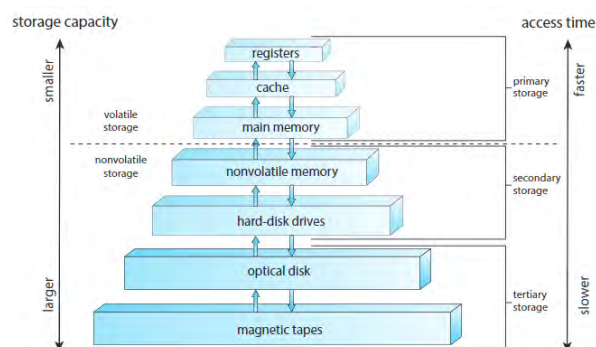 storage capacity
access time
smaller
faster
registers
cache
primary
storage
volatile
storage
main memory
nonvolatile
storage
nonvolatile memory
secondary
storage
hard-disk drives
optical disk
larger
slower
tertiary
storage
magnetic tapes